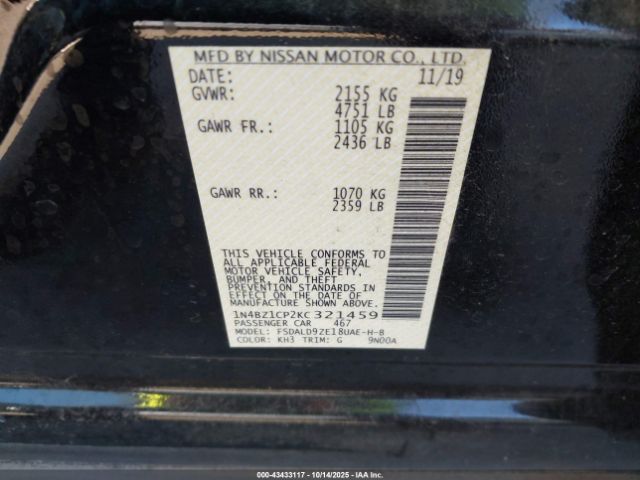 MFD BY NISSAN MOTOR CO., LTD.
DATE: 11/19
GVWR: 2155 KG
4751 LB
GAWR FR.: 1105 KG
2436 LB
GAWR RR.: 1070 KG
2359 LB
THIS VEHICLE CONFORMS TO
ALL APPLICABLE FEDERAL
MOTOR VEHICLE SAFETY,
BUMPER, AND THEFT
PREVENTION STANDARDS IN
EFFECT ON THE DATE OF
MANUFACTURE SHOWN ABOVE.
1N4BZ1CP2KC321459
PASSENGER CAR 467
MODEL: FSDALD9ZE18UAE-H-B
COLOR: KH3 TRIM: G 9N00A
000-43433117 - 10/14/2025 - IAA Inc.